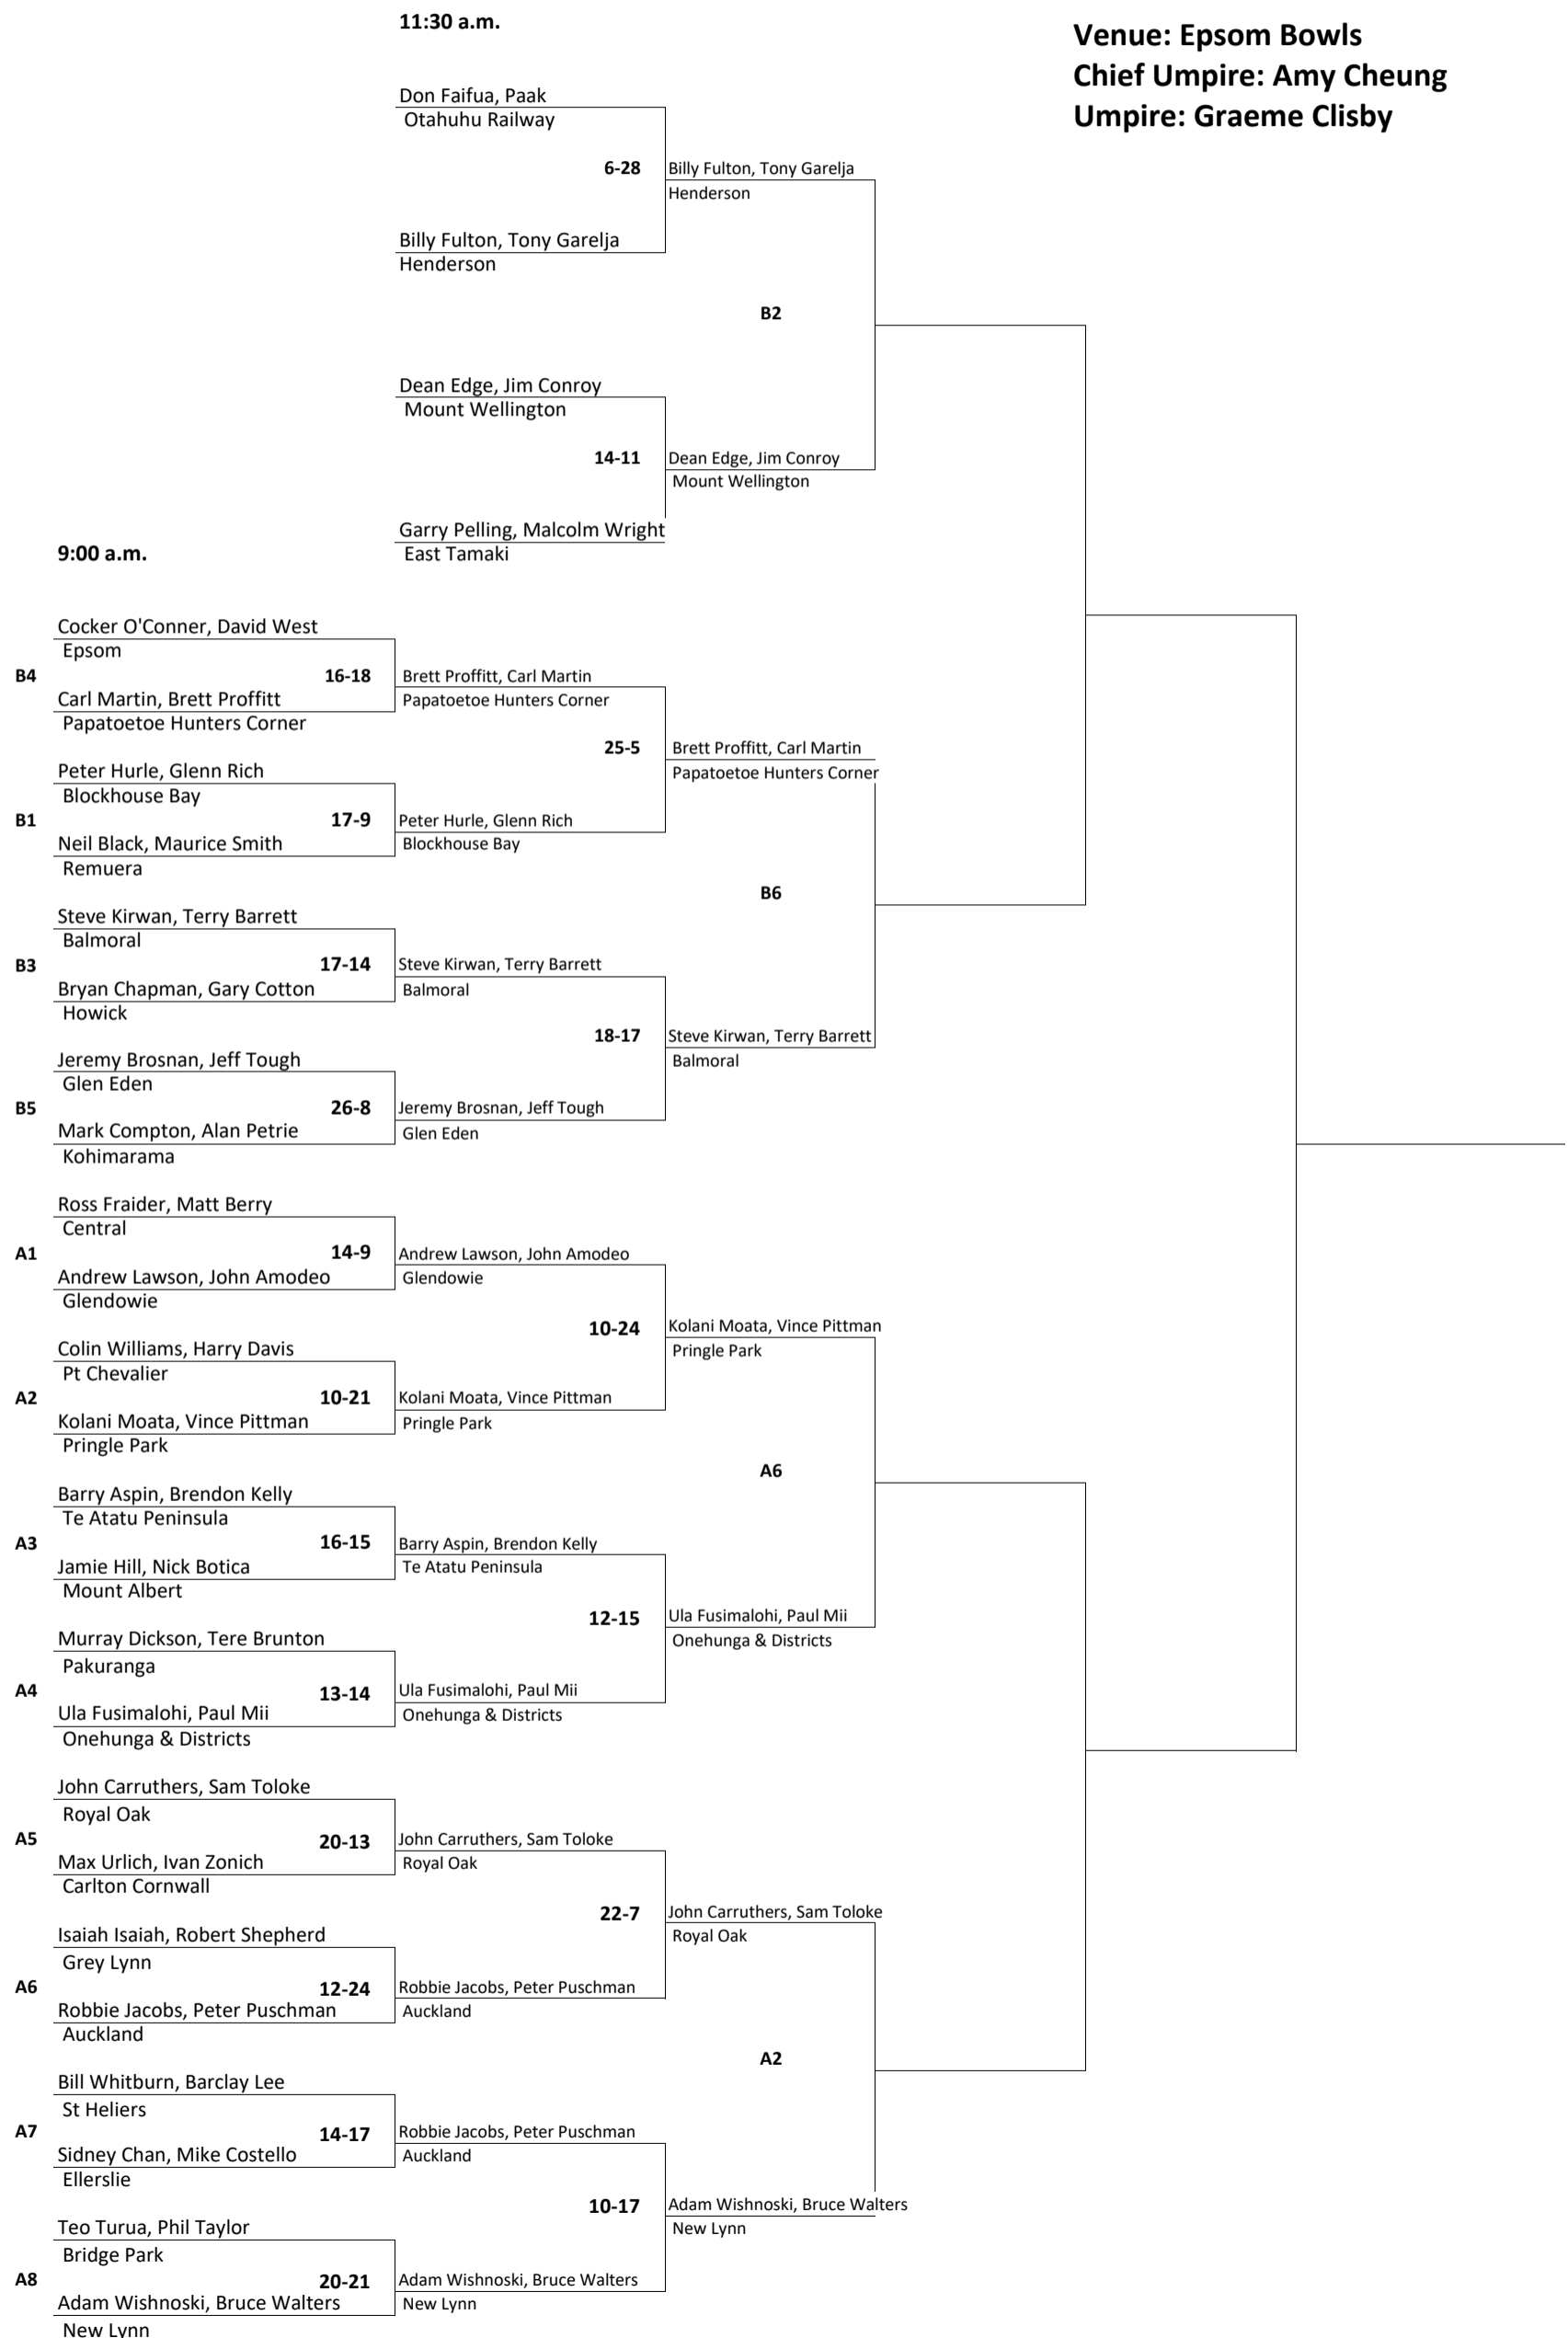 11:30 a.m.
Venue: Epsom Bowls
Chief Umpire: Amy Cheung
Umpire: Graeme Clisby
Don Faifua, Paak
Otahuhu Railway
6-28
Billy Fulton, Tony Garelja
Henderson
Billy Fulton, Tony Garelja
Henderson
B2
Dean Edge, Jim Conroy
Mount Wellington
14-11
Dean Edge, Jim Conroy
Mount Wellington
Garry Pelling, Malcolm Wright
East Tamaki
9:00 a.m.
Cocker O'Conner, David West
Epsom
B4
16-18
Brett Proffitt, Carl Martin
Papatoetoe Hunters Corner
Carl Martin, Brett Proffitt
Papatoetoe Hunters Corner
25-5
Brett Proffitt, Carl Martin
Papatoetoe Hunters Corner
Peter Hurle, Glenn Rich
Blockhouse Bay
B1
17-9
Peter Hurle, Glenn Rich
Blockhouse Bay
Neil Black, Maurice Smith
Remuera
B6
Steve Kirwan, Terry Barrett
Balmoral
B3
17-14
Steve Kirwan, Terry Barrett
Balmoral
Bryan Chapman, Gary Cotton
Howick
18-17
Steve Kirwan, Terry Barrett
Balmoral
Jeremy Brosnan, Jeff Tough
Glen Eden
B5
26-8
Jeremy Brosnan, Jeff Tough
Glen Eden
Mark Compton, Alan Petrie
Kohimarama
Ross Fraider, Matt Berry
Central
A1
14-9
Andrew Lawson, John Amodeo
Glendowie
Andrew Lawson, John Amodeo
Glendowie
10-24
Kolani Moata, Vince Pittman
Pringle Park
Colin Williams, Harry Davis
Pt Chevalier
A2
10-21
Kolani Moata, Vince Pittman
Pringle Park
Kolani Moata, Vince Pittman
Pringle Park
A6
Barry Aspin, Brendon Kelly
Te Atatu Peninsula
A3
16-15
Barry Aspin, Brendon Kelly
Te Atatu Peninsula
Jamie Hill, Nick Botica
Mount Albert
12-15
Ula Fusimalohi, Paul Mii
Onehunga & Districts
Murray Dickson, Tere Brunton
Pakuranga
A4
13-14
Ula Fusimalohi, Paul Mii
Onehunga & Districts
Ula Fusimalohi, Paul Mii
Onehunga & Districts
John Carruthers, Sam Toloke
Royal Oak
A5
20-13
John Carruthers, Sam Toloke
Royal Oak
Max Urlich, Ivan Zonich
Carlton Cornwall
22-7
John Carruthers, Sam Toloke
Royal Oak
Isaiah Isaiah, Robert Shepherd
Grey Lynn
A6
12-24
Robbie Jacobs, Peter Puschman
Auckland
Robbie Jacobs, Peter Puschman
Auckland
A2
Bill Whitburn, Barclay Lee
St Heliers
A7
14-17
Robbie Jacobs, Peter Puschman
Auckland
Sidney Chan, Mike Costello
Ellerslie
10-17
Adam Wishnoski, Bruce Walters
New Lynn
Teo Turua, Phil Taylor
Bridge Park
A8
20-21
Adam Wishnoski, Bruce Walters
New Lynn
Adam Wishnoski, Bruce Walters
New Lynn